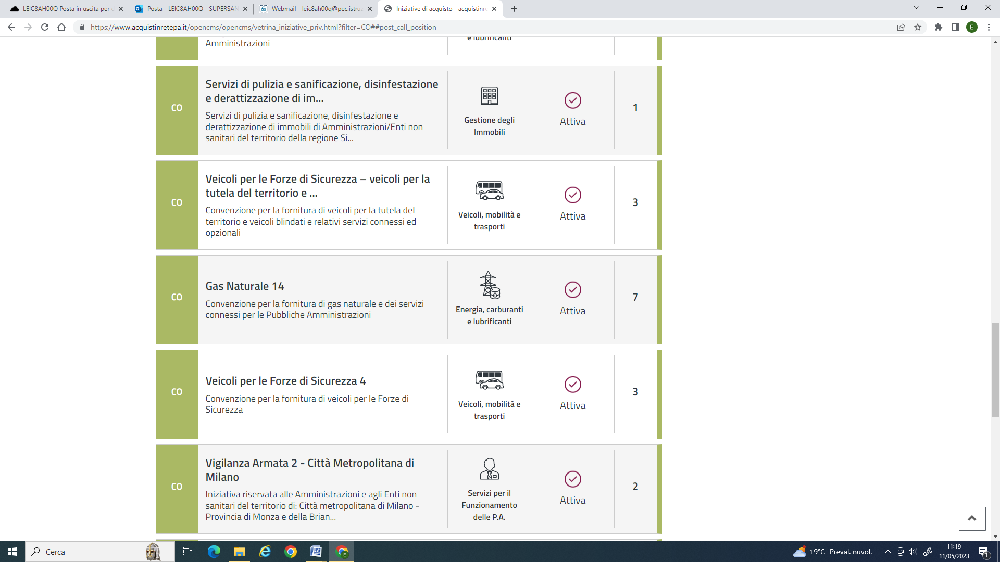 LEIC8AH00Q Posta in uscita per c
Posta - LEIC8AH00Q - SUPERSAN
Webmail - leic8ah00q@pec.istruz
Iniziative di acquisto - acquistinre
https://www.acquistinretepa.it/opencms/opencms/vetrina_iniziative_priv.html?filter=CO##post_call_position
E
Amministrazioni
e lubrificanti
CO
Servizi di pulizia e sanificazione, disinfestazione
e derattizzazione di im...
Servizi di pulizia e sanificazione, disinfestazione e
derattizzazione di immobili di Amministrazioni/Enti non
sanitari del territorio della regione Si...
Gestione degli
Immobili
Attiva
1
CO
Veicoli per le Forze di Sicurezza – veicoli per la
tutela del territorio e ...
Convenzione per la fornitura di veicoli per la tutela del
territorio e veicoli blindati e relativi servizi connessi ed
opzionali
Veicoli, mobilità e
trasporti
Attiva
3
CO
Gas Naturale 14
Convenzione per la fornitura di gas naturale e dei servizi
connessi per le Pubbliche Amministrazioni
Energia, carburanti
e lubrificanti
Attiva
7
CO
Veicoli per le Forze di Sicurezza 4
Convenzione per la fornitura di veicoli per le Forze di
Sicurezza
Veicoli, mobilità e
trasporti
Attiva
3
CO
Vigilanza Armata 2 - Città Metropolitana di
Milano
Iniziativa riservata alle Amministrazioni e agli Enti non
sanitari del territorio di: Città metropolitana di Milano -
Provincia di Monza e della Brian...
Servizi per il
Funzionamento
delle P.A.
Attiva
2
Cerca
19°C Preval. nuvol.
11:19
11/05/2023
1